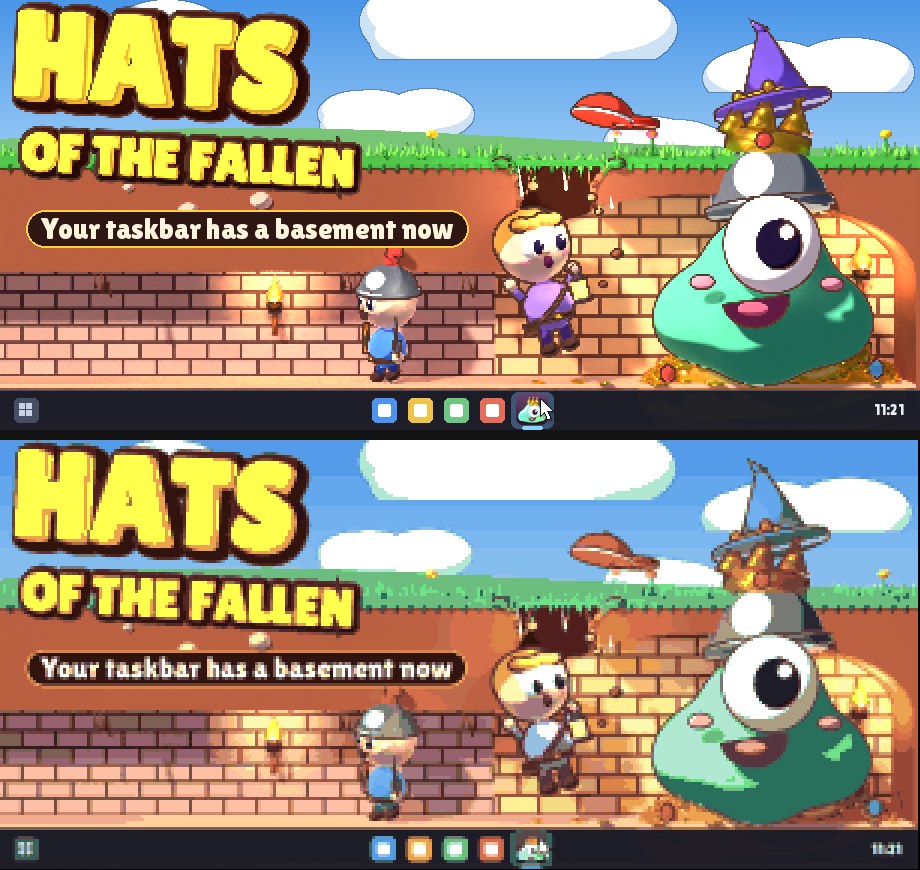 HATS
OF THE FALLEN
Your taskbar has a basement now
11:21
HATS
OF THE FALLEN
Your taskbar has a basement now
11:21